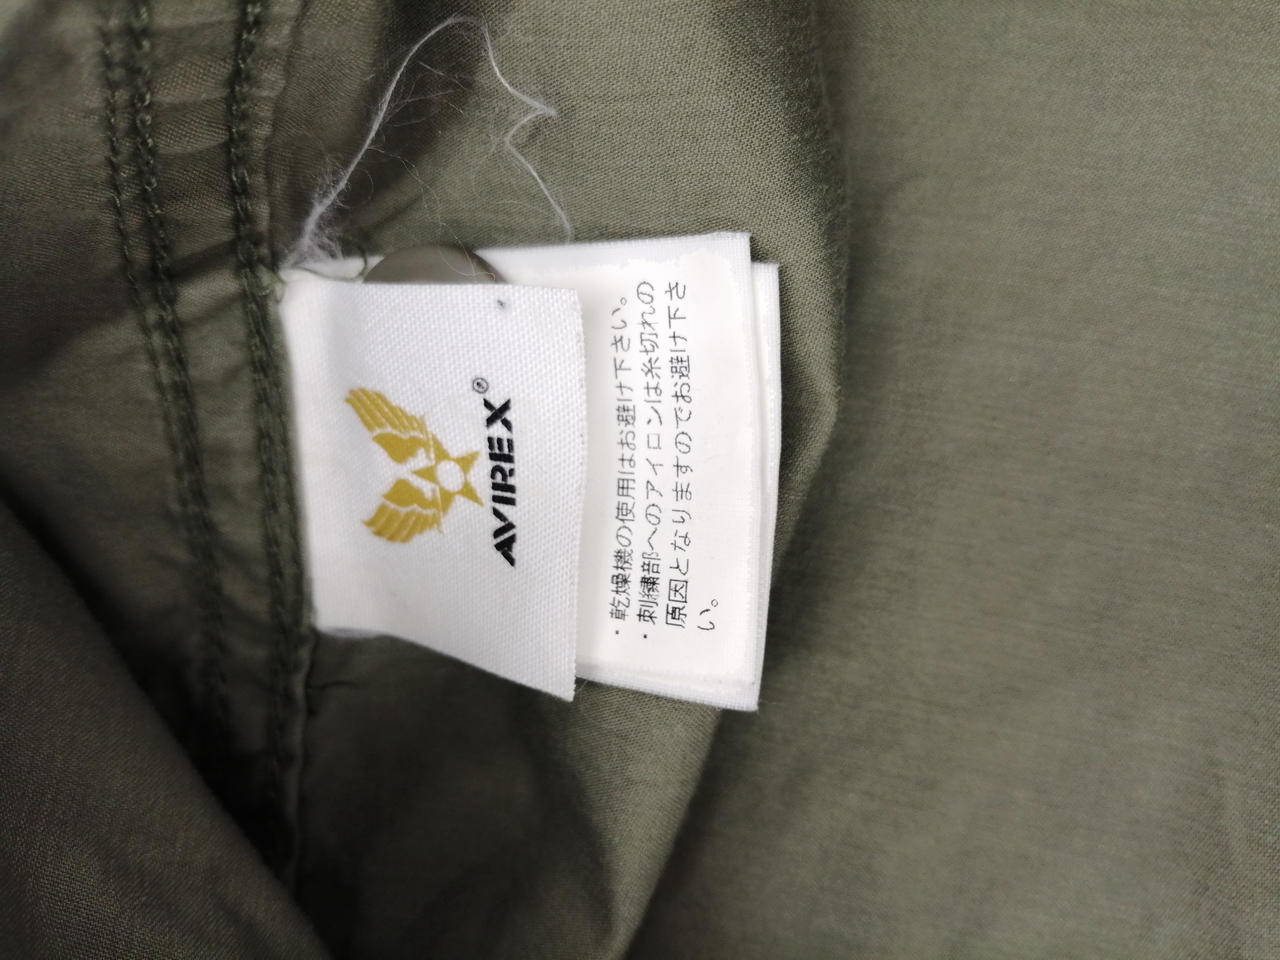 AVIREX®
・乾燥機の使用はお避け下さい。
・刺繍部へのアイロンは糸切れの
原因となりますのでお避け下さ
い。